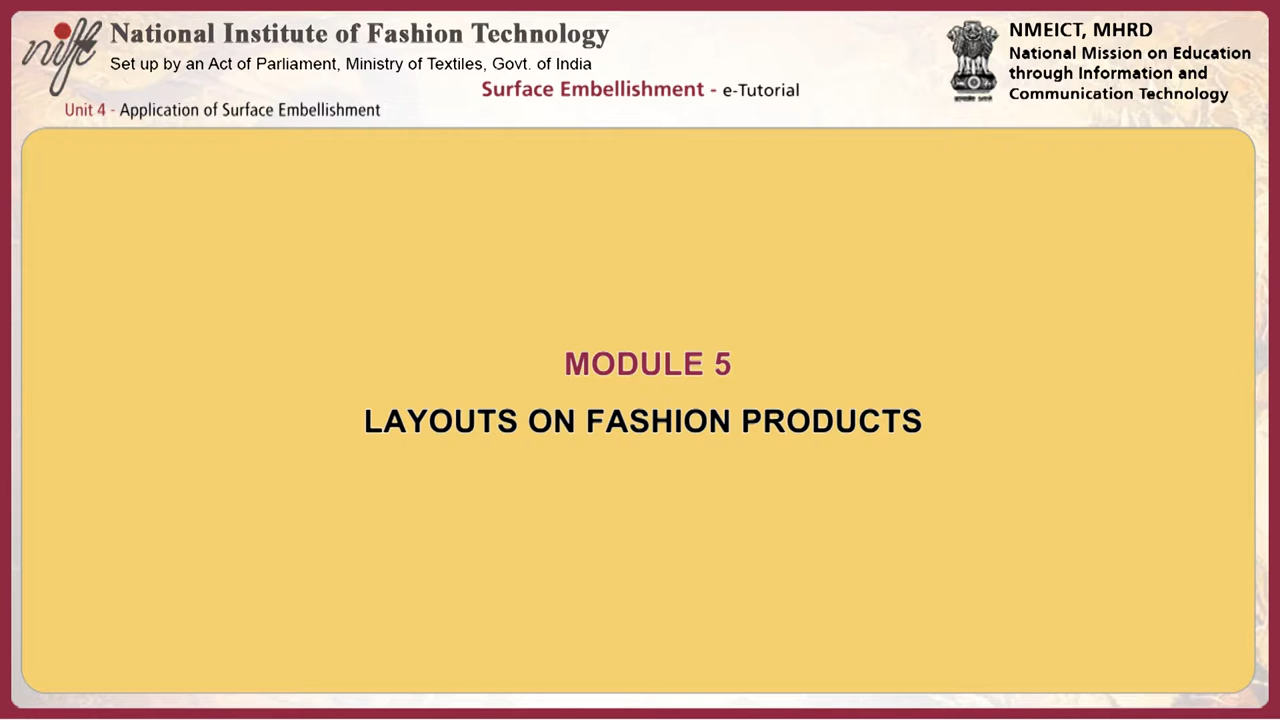 nift
National Institute of Fashion Technology
Set up by an Act of Parliament, Ministry of Textiles, Govt. of India
Surface Embellishment - e-Tutorial
Unit 4 - Application of Surface Embellishment
NMEICT, MHRD
National Mission on Education
through Information and
Communication Technology
MODULE 5
LAYOUTS ON FASHION PRODUCTS